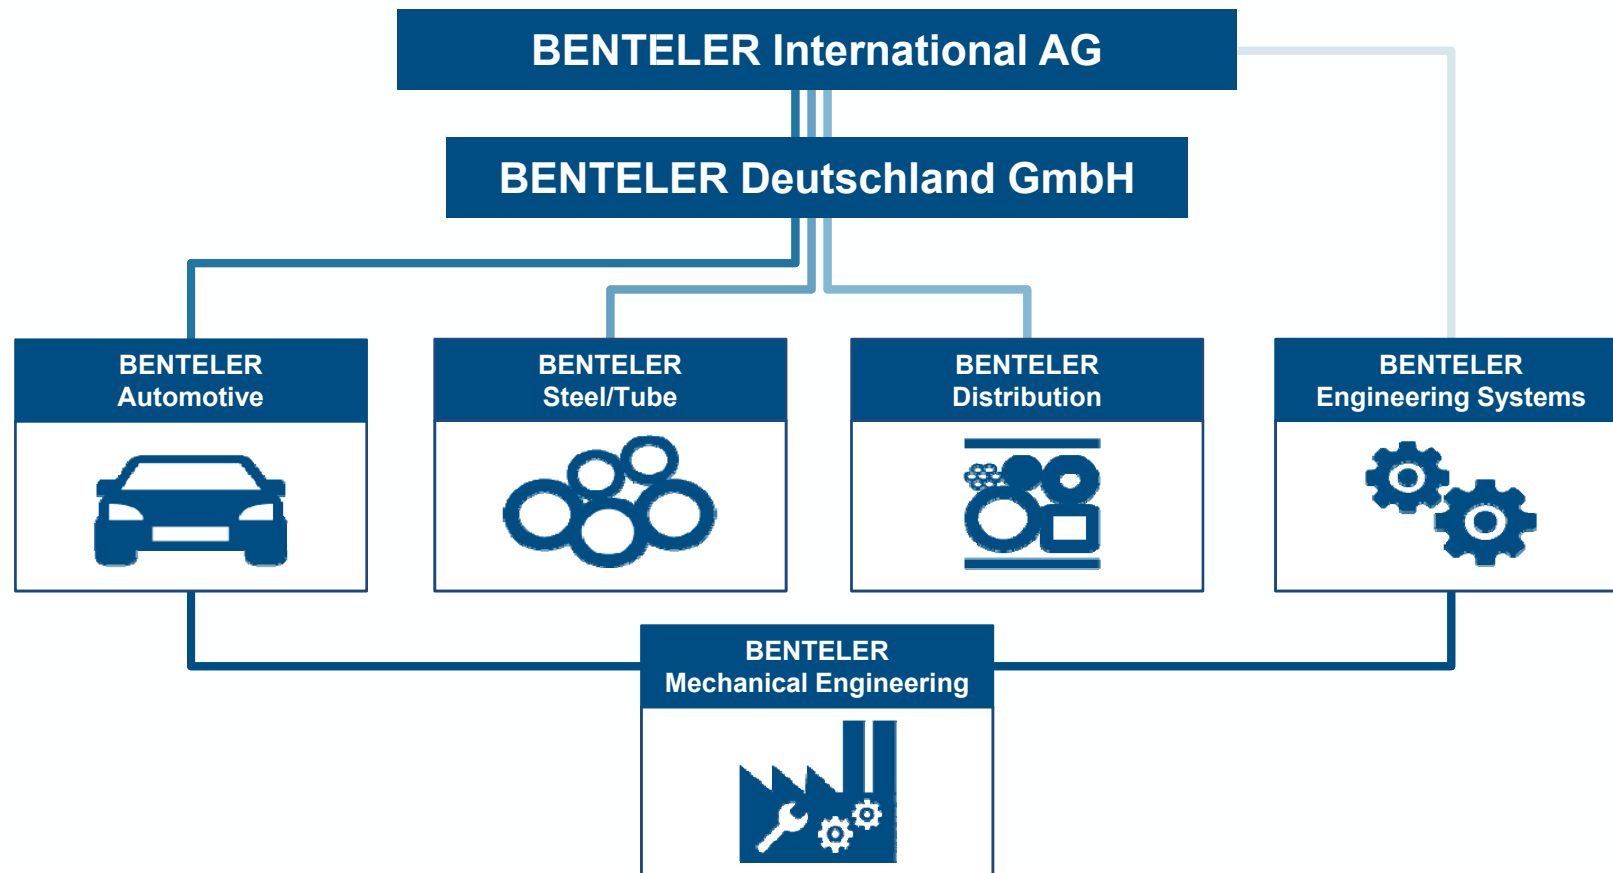 BENTELER International AG
BENTELER Deutschland GmbH
BENTELER
Automotive
BENTELER
Steel/Tube
BENTELER
Distribution
BENTELER
Engineering Systems
BENTELER
Mechanical Engineering